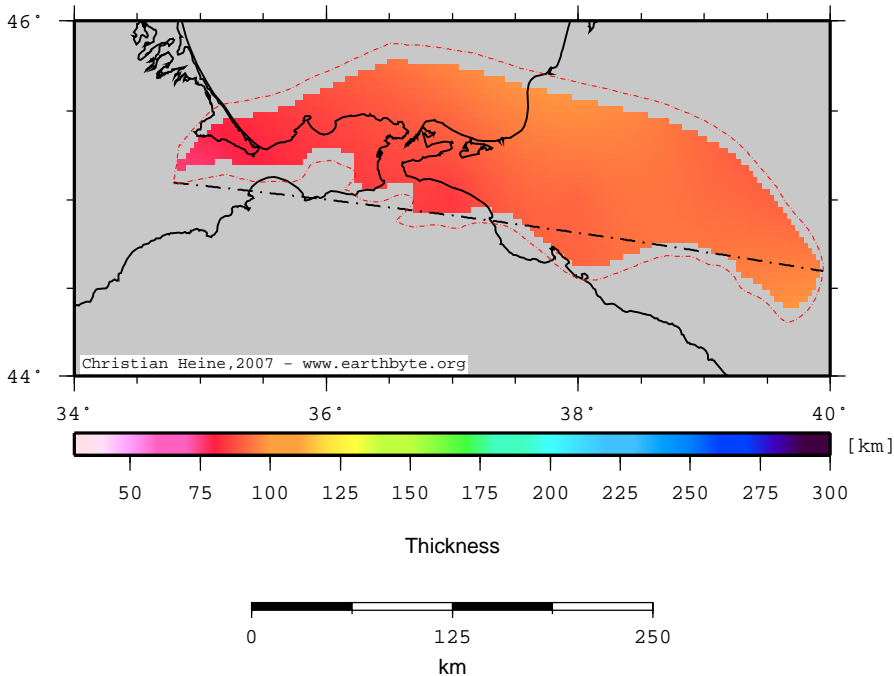 46˚
44˚
Christian Heine,2007 - www.earthbyte.org
34˚ 36˚ 38˚ 40˚
[km]
50 75 100 125 150 175 200 225 250 275 300
Thickness
0 125 250
km